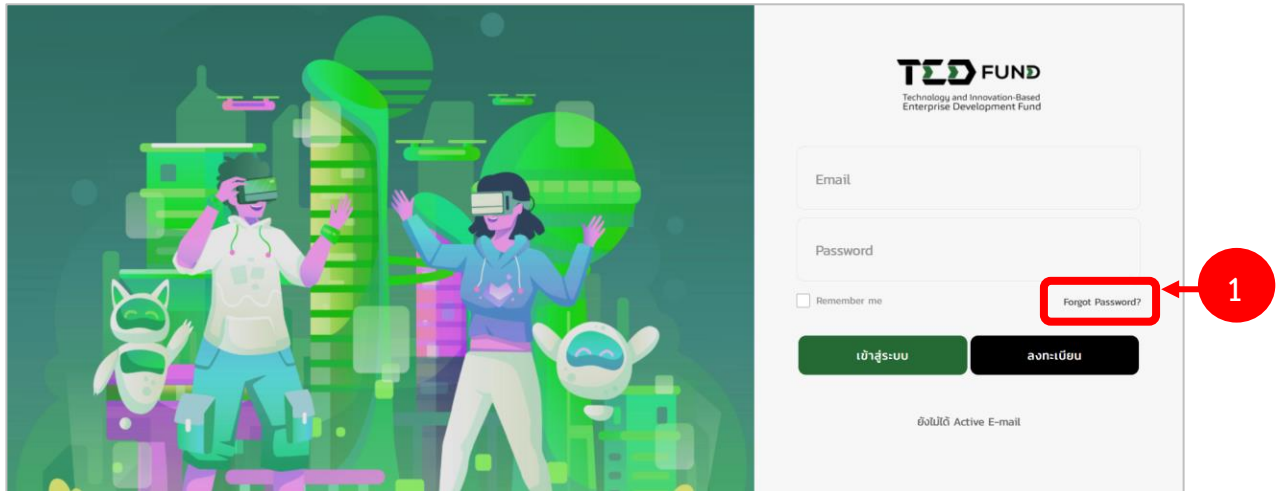 TED FUND
Technology and Innovation-Based
Enterprise Development Fund
Email
Password
Remember me
Forgot Password?
1
เข้าสู่ระบบ
ลงทะเบียน
ยังไม่ได้ Active E-mail